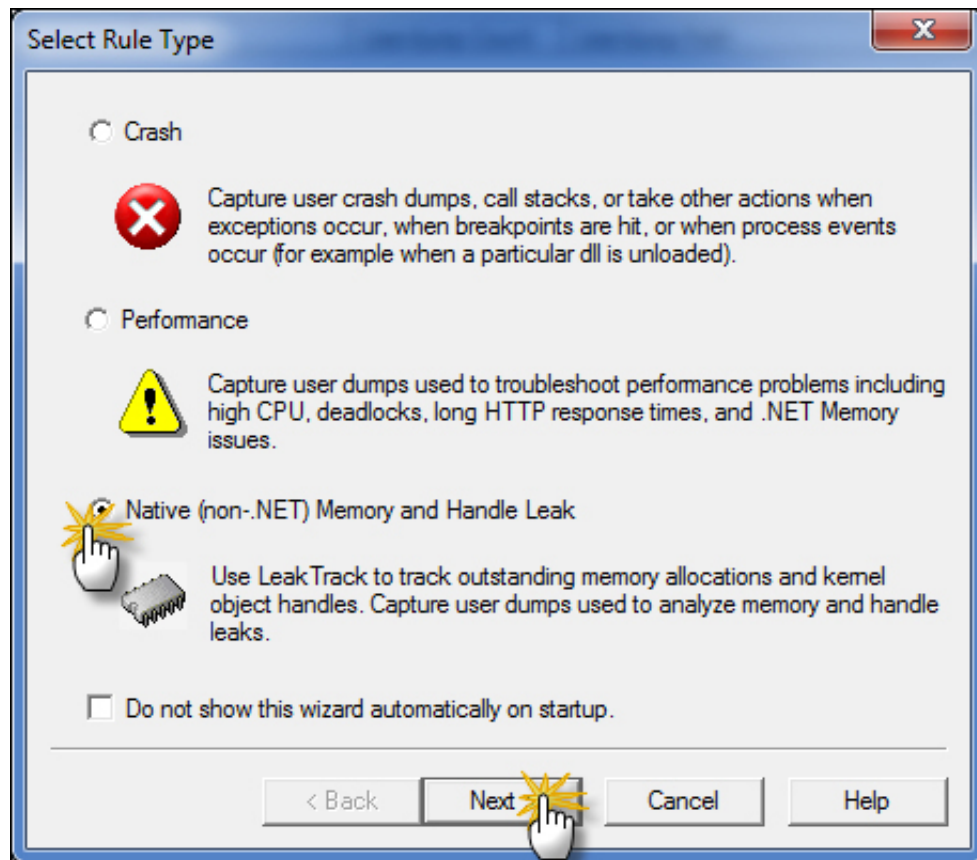 Select Rule Type
Crash
Capture user crash dumps, call stacks, or take other actions when
exceptions occur, when breakpoints are hit, or when process events
occur (for example when a particular dll is unloaded).
Performance
Capture user dumps used to troubleshoot performance problems including
high CPU, deadlocks, long HTTP response times, and .NET Memory
issues.
Native (non-.NET) Memory and Handle Leak
Use LeakTrack to track outstanding memory allocations and kernel
object handles. Capture user dumps used to analyze memory and handle
leaks.
Do not show this wizard automatically on startup.
< Back Next Cancel Help